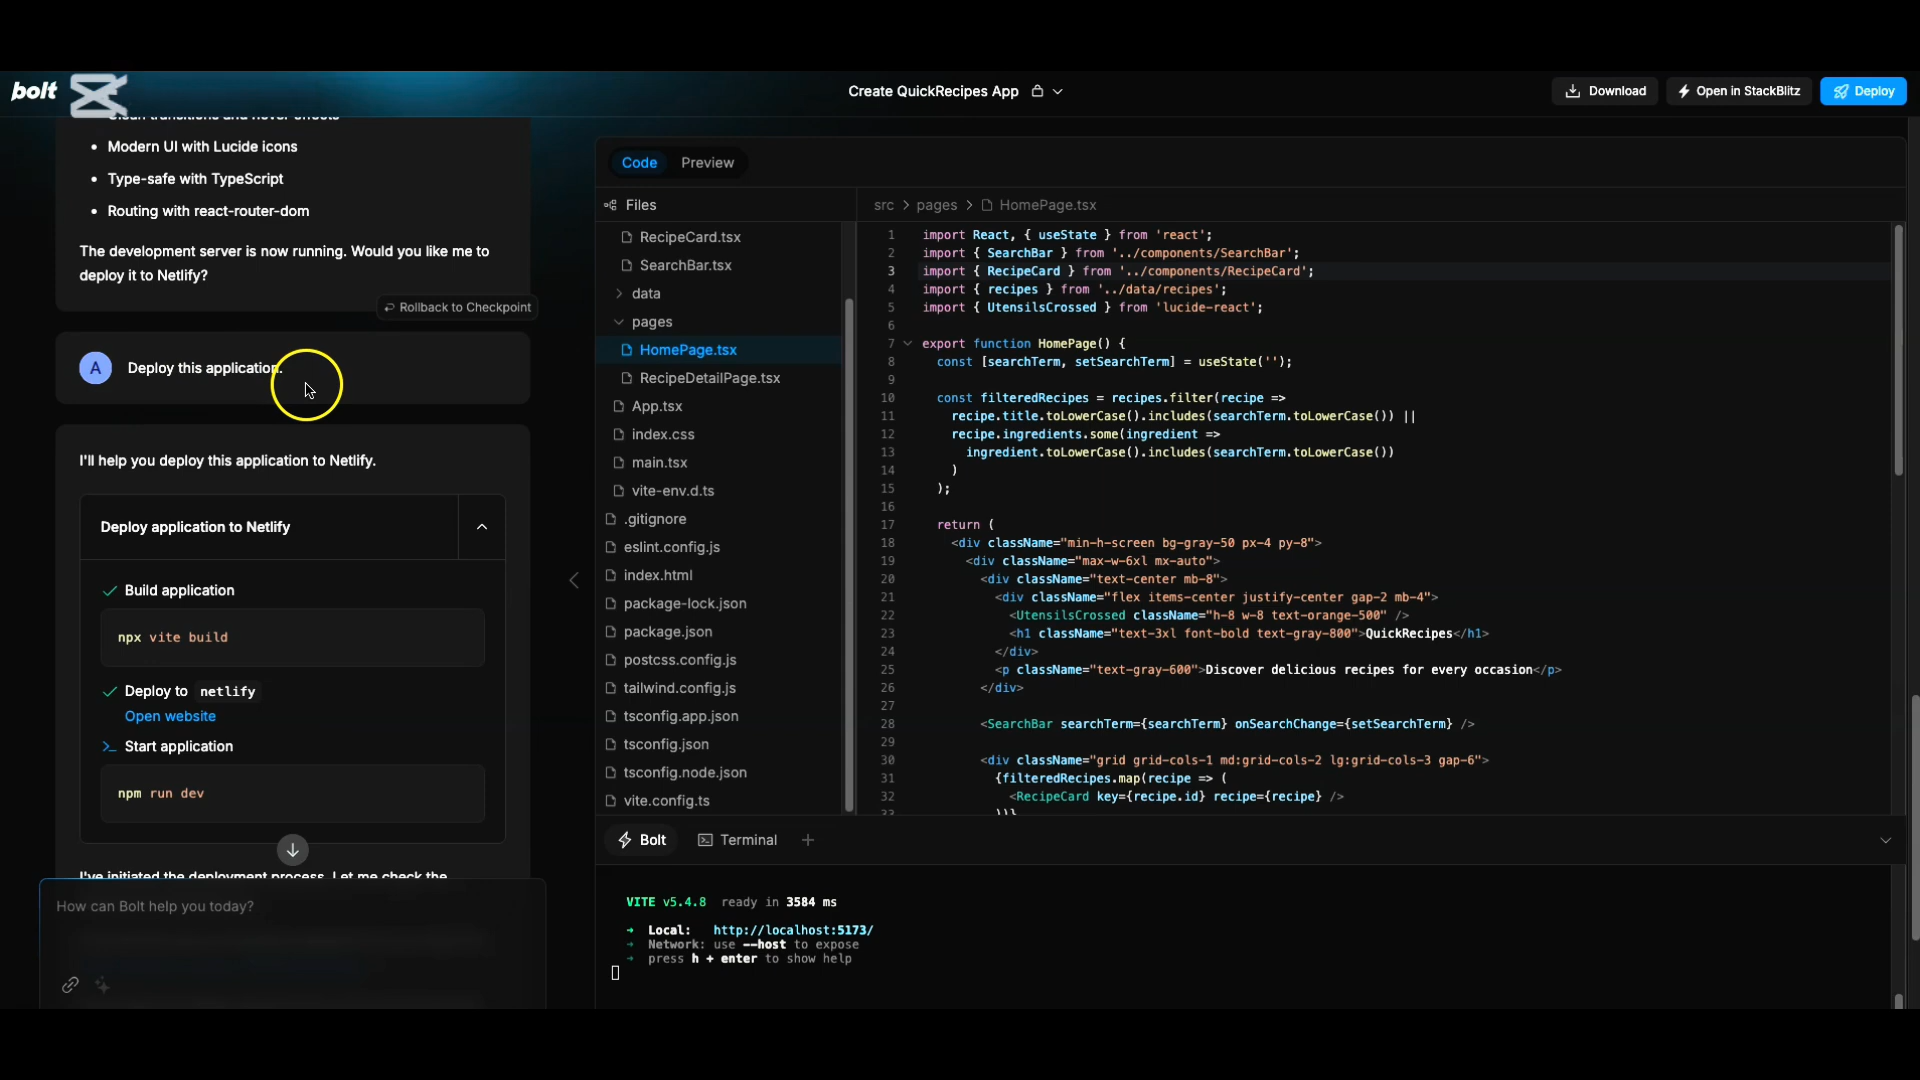 bolt
Create QuickRecipes App
Download
Open in StackBlitz
Deploy
Clean transitions and hover effects
• Modern UI with Lucide icons
• Type-safe with TypeScript
• Routing with react-router-dom
The development server is now running. Would you like me to
deploy it to Netlify?
Rollback to Checkpoint
A
Deploy this application.
I'll help you deploy this application to Netlify.
Deploy application to Netlify
Build application
npx vite build
Deploy to netlify
Open website
Start application
npm run dev
I've initiated the deployment process. Let me check the
How can Bolt help you today?
Code
Preview
Files
RecipeCard.tsx
SearchBar.tsx
data
pages
HomePage.tsx
RecipeDetailPage.tsx
App.tsx
index.css
main.tsx
vite-env.d.ts
.gitignore
eslint.config.js
index.html
package-lock.json
package.json
postcss.config.js
tailwind.config.js
tsconfig.app.json
tsconfig.json
tsconfig.node.json
vite.config.ts
src > pages > HomePage.tsx
1 import React, { useState } from 'react';
2 import { SearchBar } from '../components/SearchBar';
3 import { RecipeCard } from '../components/RecipeCard';
4 import { recipes } from '../data/recipes';
5 import { UtensilsCrossed } from 'lucide-react';
6
7 export function HomePage() {
8 const [searchTerm, setSearchTerm] = useState('');
9
10 const filteredRecipes = recipes.filter(recipe =>
11 recipe.title.toLowerCase().includes(searchTerm.toLowerCase()) ||
12 recipe.ingredients.some(ingredient =>
13 ingredient.toLowerCase().includes(searchTerm.toLowerCase())
14 )
15 );
16
17 return (
18 <div className="min-h-screen bg-gray-50 px-4 py-8">
19 <div className="max-w-6xl mx-auto">
20 <div className="text-center mb-8">
21 <div className="flex items-center justify-center gap-2 mb-4">
22 <UtensilsCrossed className="h-8 w-8 text-orange-500" />
23 <h1 className="text-3xl font-bold text-gray-800">QuickRecipes</h1>
24 </div>
25 <p className="text-gray-600">Discover delicious recipes for every occasion</p>
26 </div>
27
28 <SearchBar searchTerm={searchTerm} onSearchChange={setSearchTerm} />
29
30 <div className="grid grid-cols-1 md:grid-cols-2 lg:grid-cols-3 gap-6">
31 {filteredRecipes.map(recipe => (
32 <RecipeCard key={recipe.id} recipe={recipe} />
33 ))}
Bolt
Terminal
VITE v5.4.8 ready in 3584 ms
➜ Local: http://localhost:5173/
➜ Network: use --host to expose
➜ press h + enter to show help